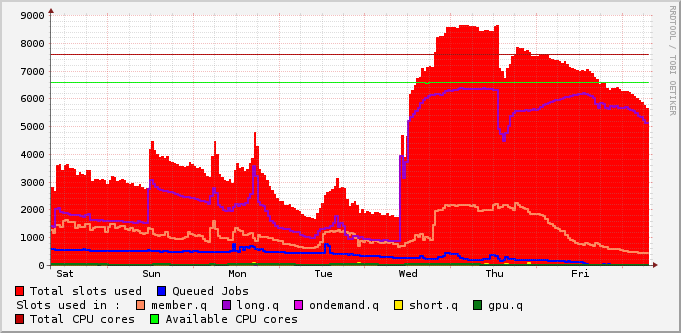 RRDTOOL / TOBI OETIKER
9000
8000
7000
6000
5000
4000
3000
2000
1000
0
Sat Sun Mon Tue Wed Thu Fri
Total slots used Queued Jobs
Slots used in : member.q long.q ondemand.q short.q gpu.q
Total CPU cores Available CPU cores